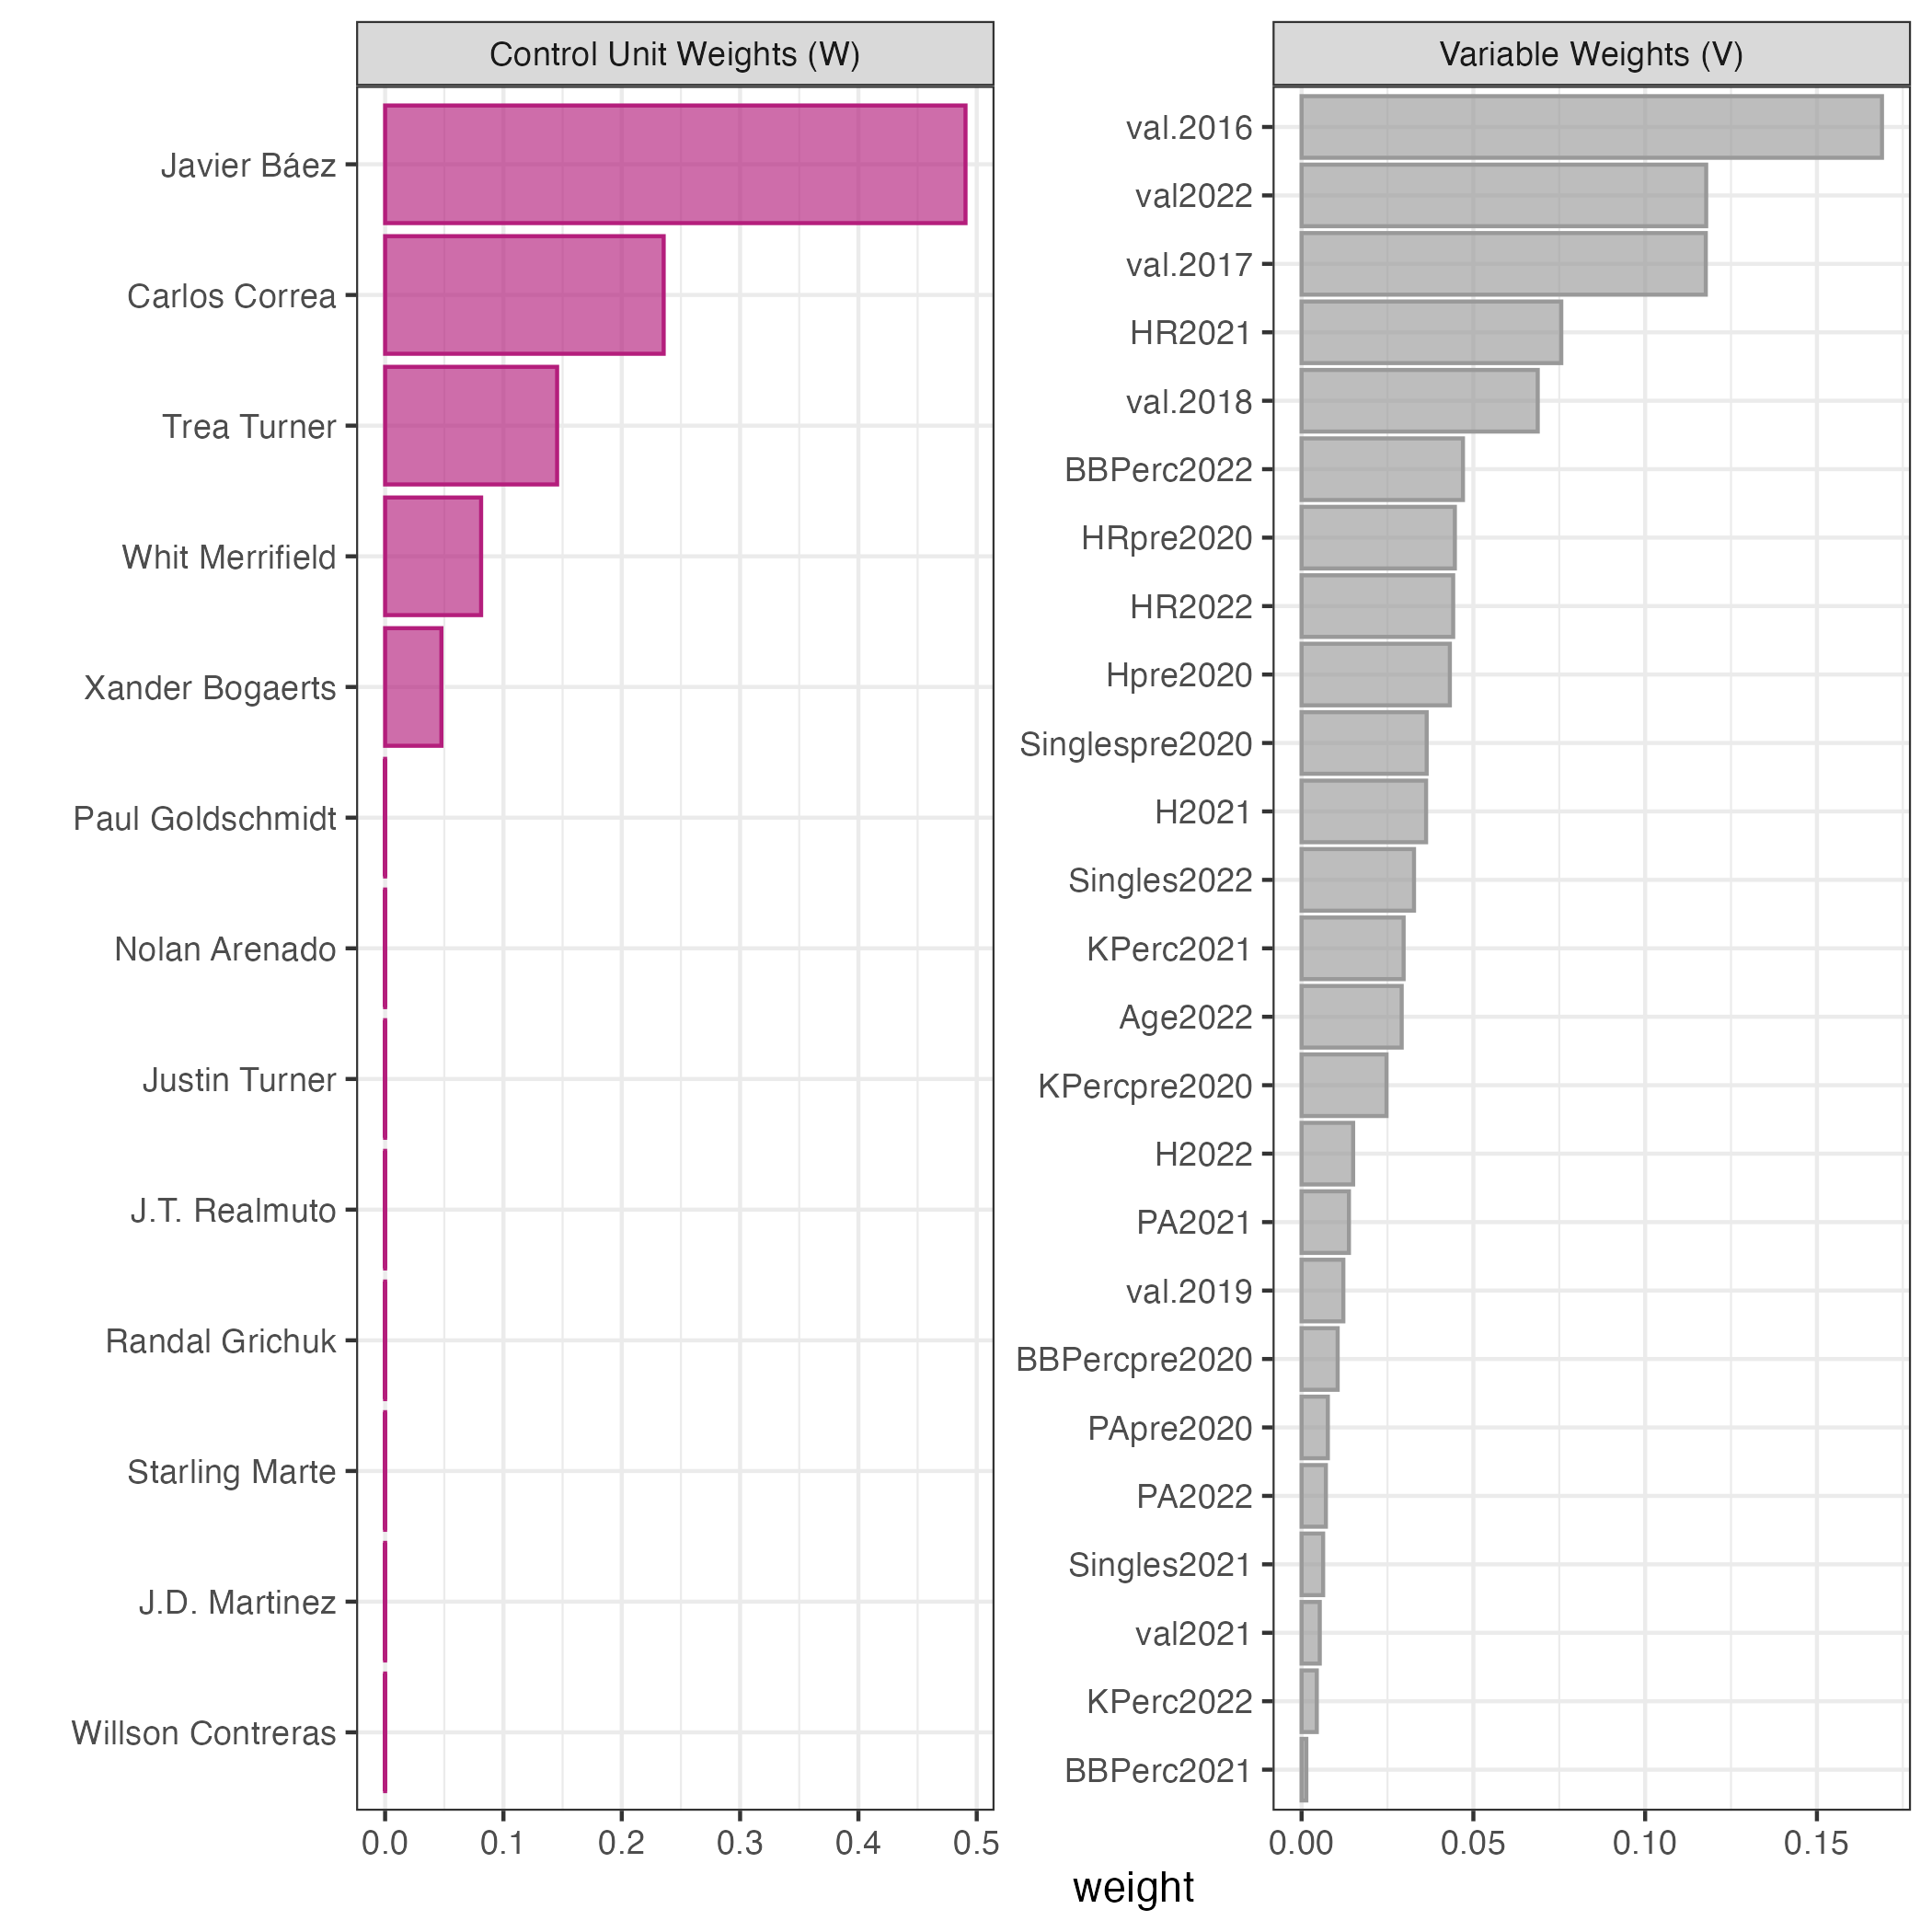 Control Unit Weights (W)
Javier Báez
Carlos Correa
Trea Turner
Whit Merrifield
Xander Bogaerts
Paul Goldschmidt
Nolan Arenado
Justin Turner
J.T. Realmuto
Randal Grichuk
Starling Marte
J.D. Martinez
Willson Contreras
0.0 0.1 0.2 0.3 0.4 0.5
Variable Weights (V)
val.2016
val2022
val.2017
HR2021
val.2018
BBPerc2022
HRpre2020
HR2022
Hpre2020
Singlespre2020
H2021
Singles2022
KPerc2021
Age2022
KPercpre2020
H2022
PA2021
val.2019
BBPercpre2020
PApre2020
PA2022
Singles2021
val2021
KPerc2022
BBPerc2021
0.00 0.05 0.10 0.15
weight